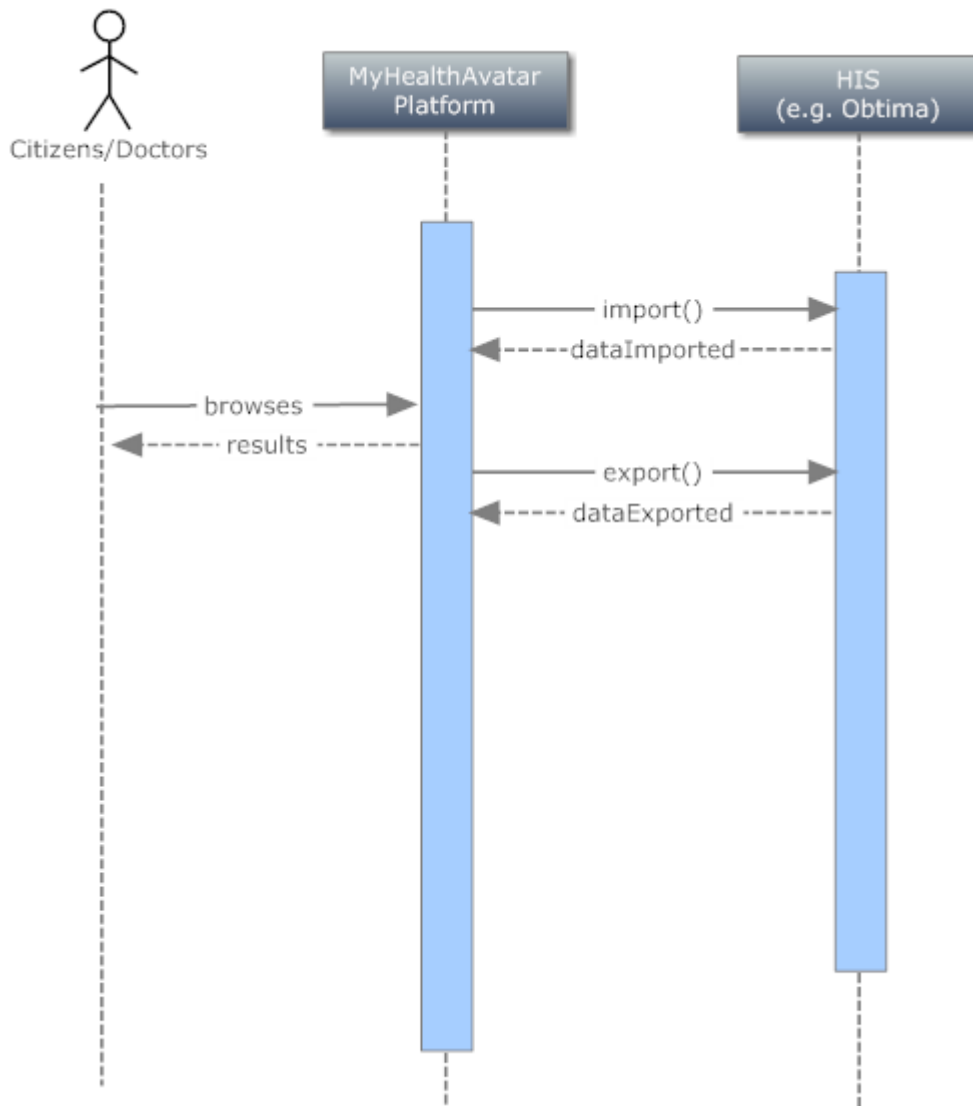 MyHealthAvatar
Platform
HIS
(e.g. Obtima)
Citizens/Doctors
import()
dataImported
browses
results
export()
dataExported